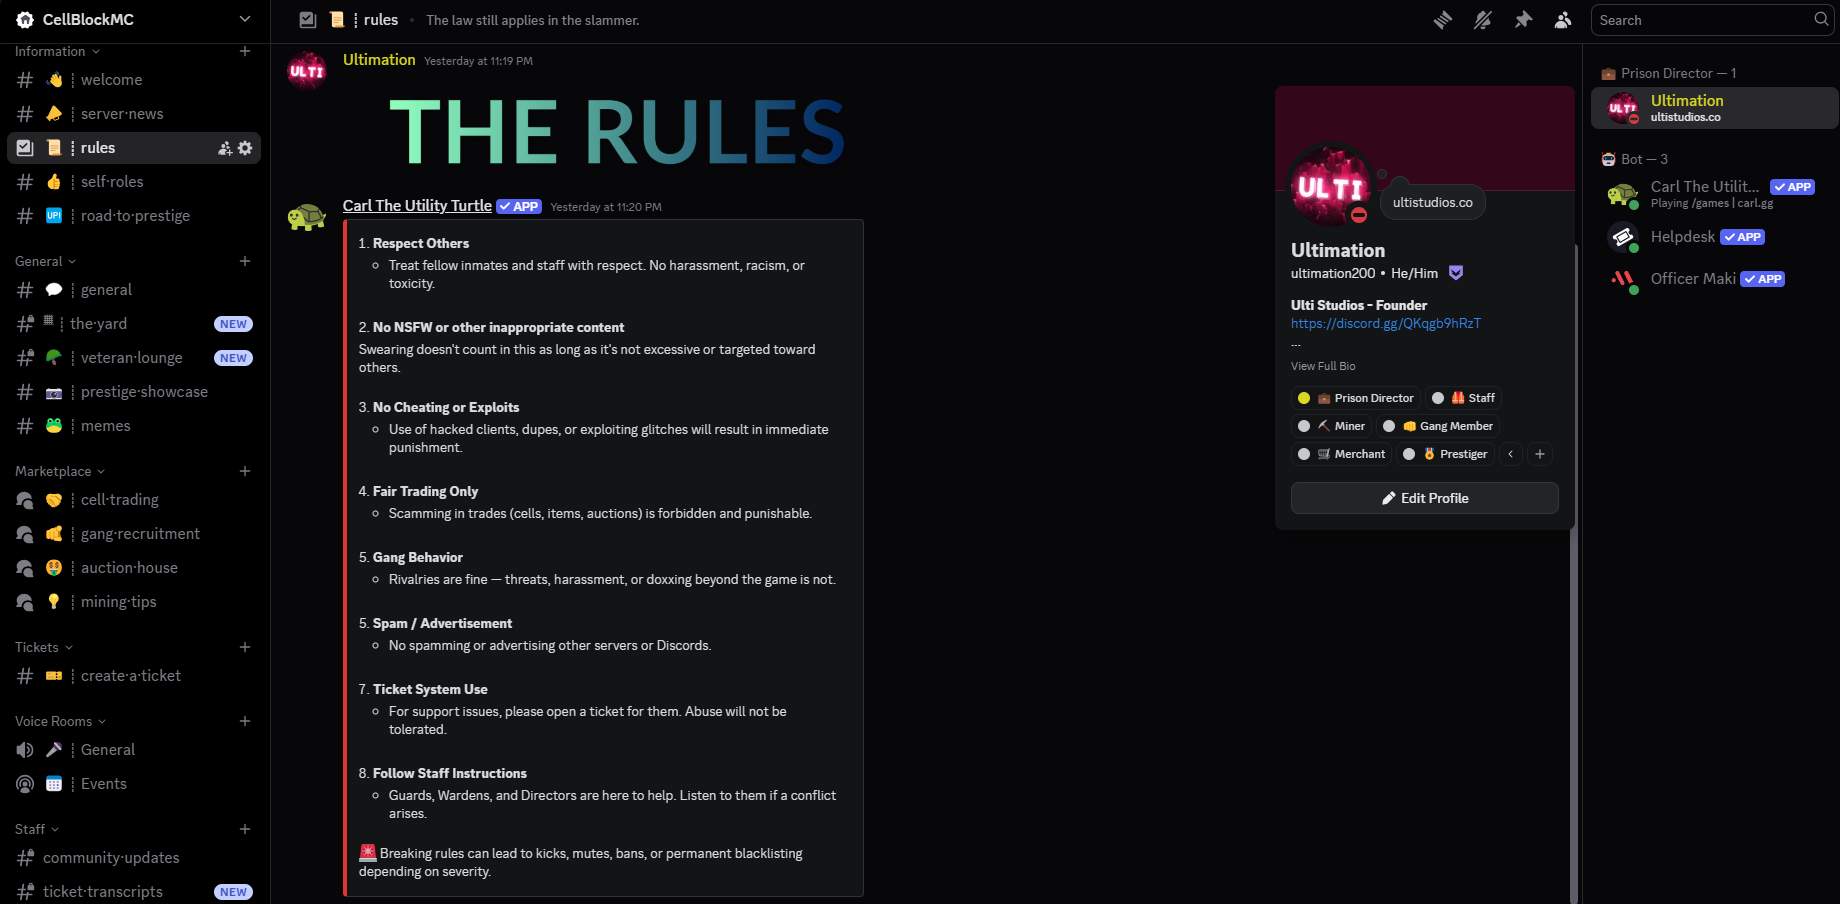 CellBlockMC
Information
welcome
server·news
rules
self·roles
UP!
road·to·prestige
General
general
the·yard
NEW
veteran·lounge
NEW
prestige·showcase
memes
Marketplace
cell·trading
gang·recruitment
auction·house
mining·tips
Tickets
create·a·ticket
Voice Rooms
General
Events
Staff
community·updates
ticket·transcripts
NEW
rules • The law still applies in the slammer.
Search
ULTI
Ultimation Yesterday at 11:19 PM
THE RULES
Carl The Utility Turtle APP Yesterday at 11:20 PM
1. Respect Others
Treat fellow inmates and staff with respect. No harassment, racism, or
toxicity.
2. No NSFW or other inappropriate content
Swearing doesn't count in this as long as it's not excessive or targeted toward
others.
3. No Cheating or Exploits
Use of hacked clients, dupes, or exploiting glitches will result in immediate
punishment.
4. Fair Trading Only
Scamming in trades (cells, items, auctions) is forbidden and punishable.
5. Gang Behavior
Rivalries are fine — threats, harassment, or doxxing beyond the game is not.
5. Spam / Advertisement
No spamming or advertising other servers or Discords.
7. Ticket System Use
For support issues, please open a ticket for them. Abuse will not be
tolerated.
8. Follow Staff Instructions
Guards, Wardens, and Directors are here to help. Listen to them if a conflict
arises.
Breaking rules can lead to kicks, mutes, bans, or permanent blacklisting
depending on severity.
ULTI
ultistudios.co
Ultimation
ultimation200 • He/Him
Ulti Studios - Founder
https://discord.gg/QKqgb9hRzT
...
View Full Bio
Prison Director
Staff
Miner
Gang Member
Merchant
Prestiger
Edit Profile
Prison Director — 1
ULTI
Ultimation
ultistudios.co
Bot — 3
Carl The Utilit... APP
Playing /games | carl.gg
Helpdesk APP
Officer Maki APP